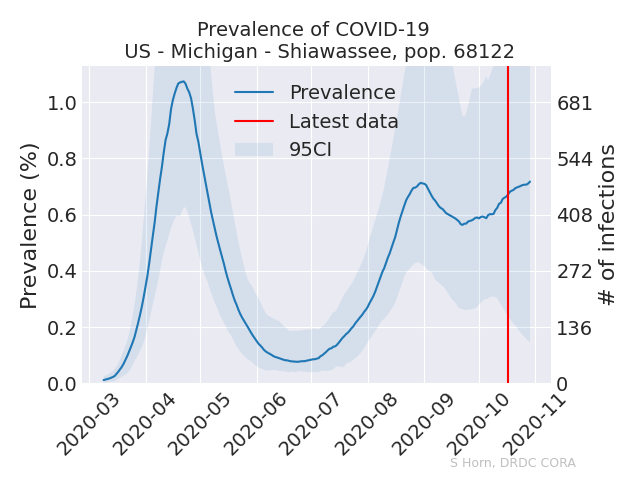 Prevalence of COVID-19
US - Michigan - Shiawassee, pop. 68122
Prevalence
Latest data
95CI
Prevalence (%)
1.0
0.8
0.6
0.4
0.2
0.0
681
544
408
272
136
0
# of infections
2020-03
2020-04
2020-05
2020-06
2020-07
2020-08
2020-09
2020-10
2020-11
S Horn, DRDC CORA